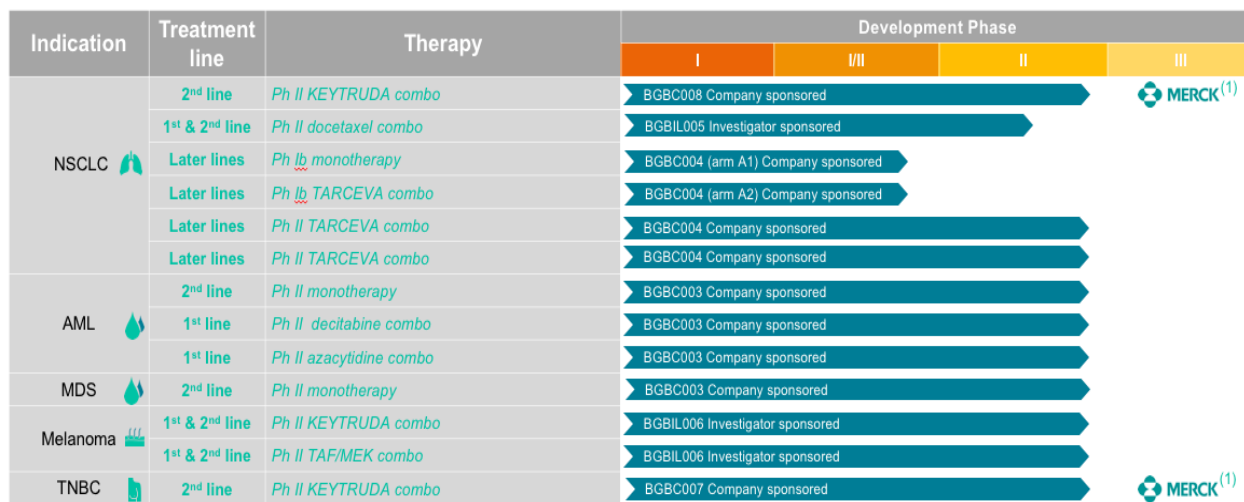 Indication Treatment line Therapy Development Phase
I I/II II III
NSCLC
2nd line Ph II KEYTRUDA combo BGBC008 Company sponsored MERCK(1)
1st & 2nd line Ph II docetaxel combo BGBIL005 Investigator sponsored
Later lines Ph Ib monotherapy BGBC004 (arm A1) Company sponsored
Later lines Ph Ib TARCEVA combo BGBC004 (arm A2) Company sponsored
Later lines Ph II TARCEVA combo BGBC004 Company sponsored
Later lines Ph II TARCEVA combo BGBC004 Company sponsored
AML
2nd line Ph II monotherapy BGBC003 Company sponsored
1st line Ph II decitabine combo BGBC003 Company sponsored
1st line Ph II azacytidine combo BGBC003 Company sponsored
MDS 2nd line Ph II monotherapy BGBC003 Company sponsored
Melanoma
1st & 2nd line Ph II KEYTRUDA combo BGBIL006 Investigator sponsored
1st & 2nd line Ph II TAF/MEK combo BGBIL006 Investigator sponsored
TNBC 2nd line Ph II KEYTRUDA combo BGBC007 Company sponsored MERCK(1)